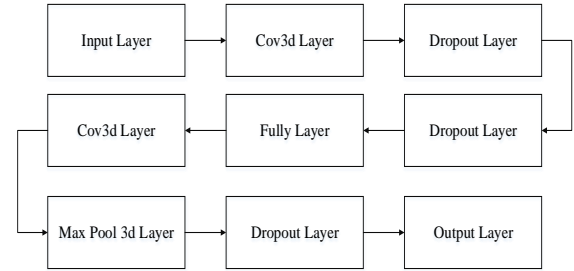 Input Layer
Cov3d Layer
Dropout Layer
Cov3d Layer
Fully Layer
Dropout Layer
Max Pool 3d Layer
Dropout Layer
Output Layer